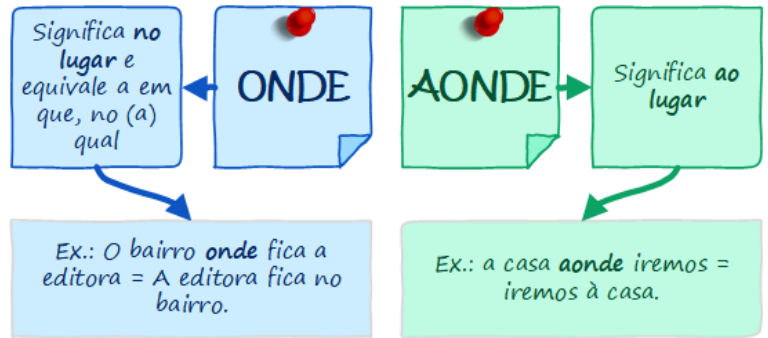 Significa no
lugar e
equivale a em
que, no (a)
qual
ONDE
AONDE
Significa ao
lugar
Ex.: O bairro onde fica a
editora = A editora fica no
bairro.
Ex.: a casa aonde iremos =
iremos à casa.